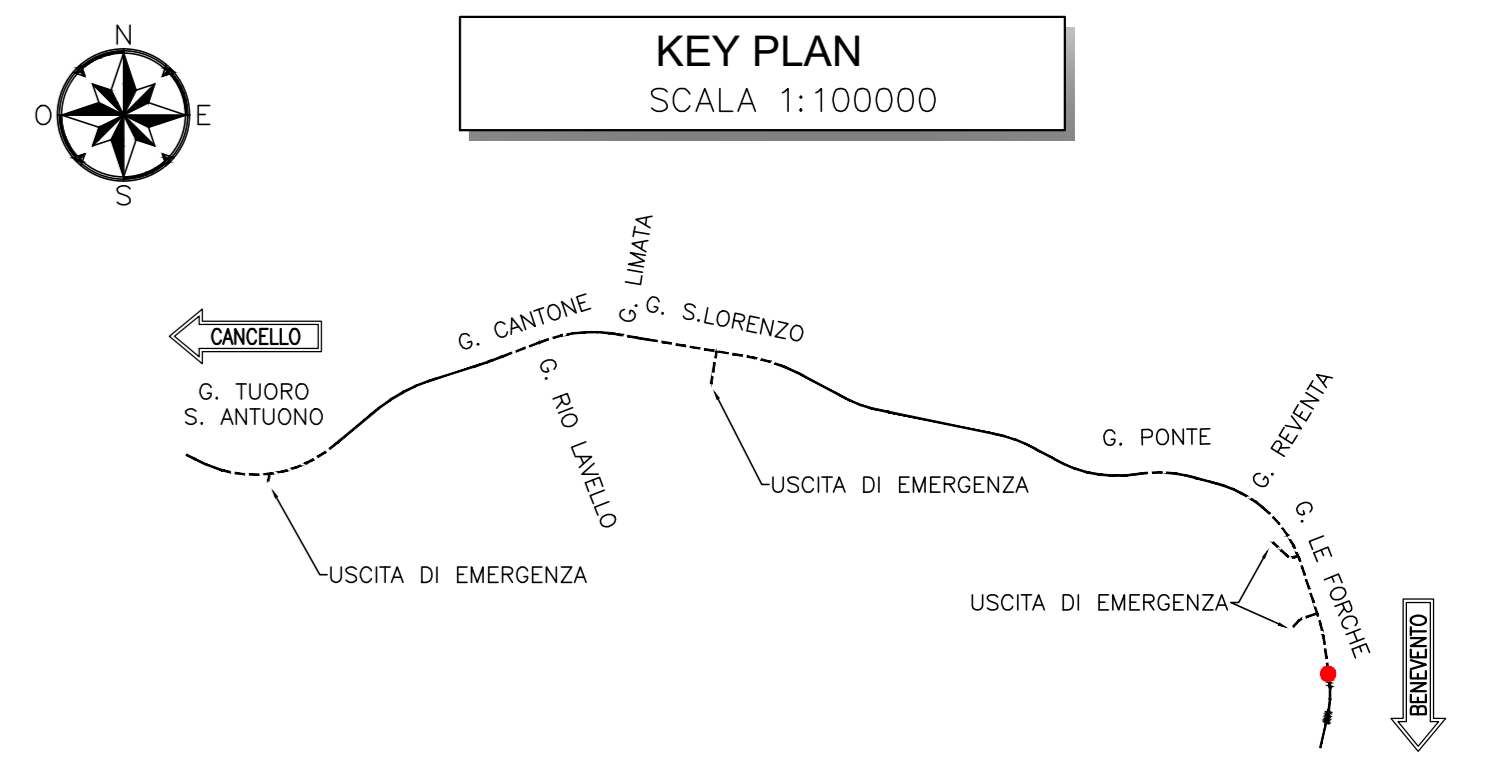 N
O
E
S
KEY PLAN
SCALA 1:100000
CANCELLO
G. TUORO
S. ANTUONO
G. CANTONE
G. LIMATA
G. S.LORENZO
G. RIO LAVELLO
USCITA DI EMERGENZA
USCITA DI EMERGENZA
G. PONTE
G. REVENTA
G. LE FORCHE
USCITA DI EMERGENZA
BENEVENTO